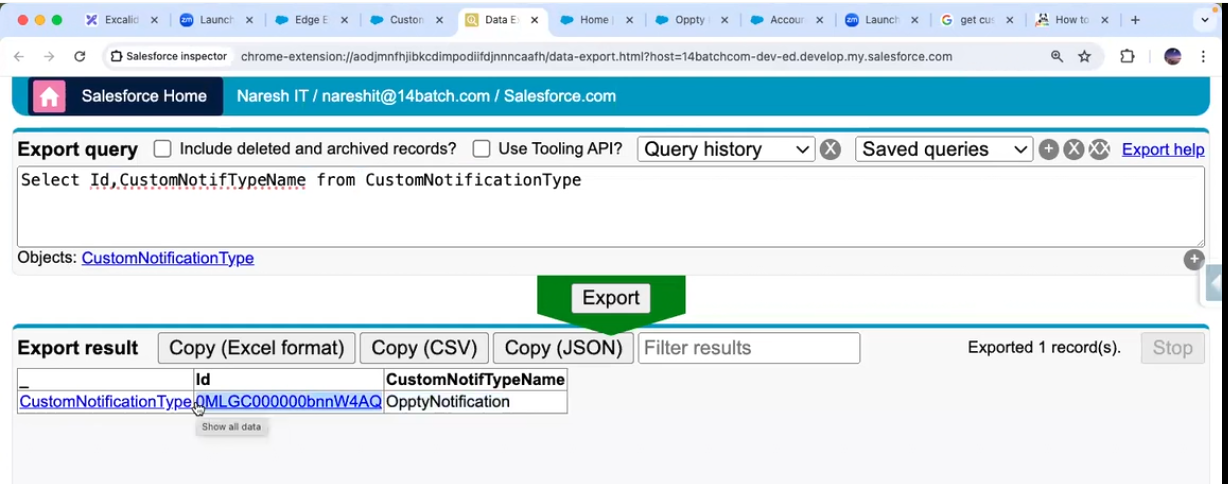 Excalid
Launch
Edge E
Custon
Data Ex
Home |
Oppty
Accour
Launch
get cus
How to
Salesforce inspector
chrome-extension://aodjmnfhjibkcdimpodiifdjnnncaafh/data-export.html?host=14batchcom-dev-ed.develop.my.salesforce.com
Salesforce Home
Naresh IT / nareshit@14batch.com / Salesforce.com
Export query
Include deleted and archived records?
Use Tooling API?
Query history
X
Saved queries
+
X
XX
Export help
Select Id,CustomNotifTypeName from CustomNotificationType
Objects: CustomNotificationType
Export
Export result
Copy (Excel format)
Copy (CSV)
Copy (JSON)
Filter results
Exported 1 record(s).
Stop
_ Id CustomNotifTypeName
CustomNotificationType 0MLGC000000bnnW4AQ OpptyNotification
Show all data